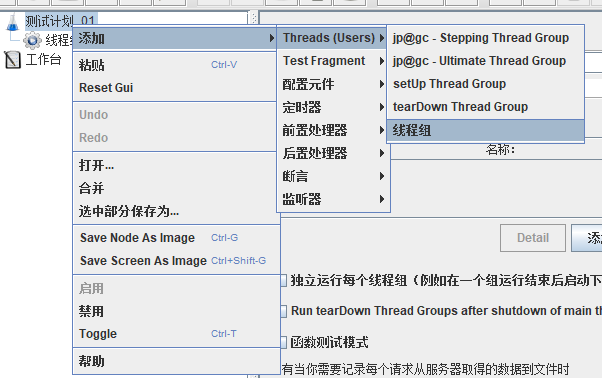 测试计划_01
线程
工作台
添加
粘贴 Ctrl-V
Reset Gui
Undo
Redo
打开...
合并
选中部分保存为...
Save Node As Image Ctrl-G
Save Screen As Image Ctrl+Shift-G
启用
禁用
Toggle Ctrl-T
帮助
Threads (Users)
Test Fragment
配置元件
定时器
前置处理器
后置处理器
断言
监听器
jp@gc - Stepping Thread Group
jp@gc - Ultimate Thread Group
setUp Thread Group
tearDown Thread Group
线程组
名称:
Detail 添
独立运行每个线程组（例如在一个组运行结束后启动下
Run tearDown Thread Groups after shutdown of main th
函数测试模式
有当你需要记录每个请求从服务器取得的数据到文件时